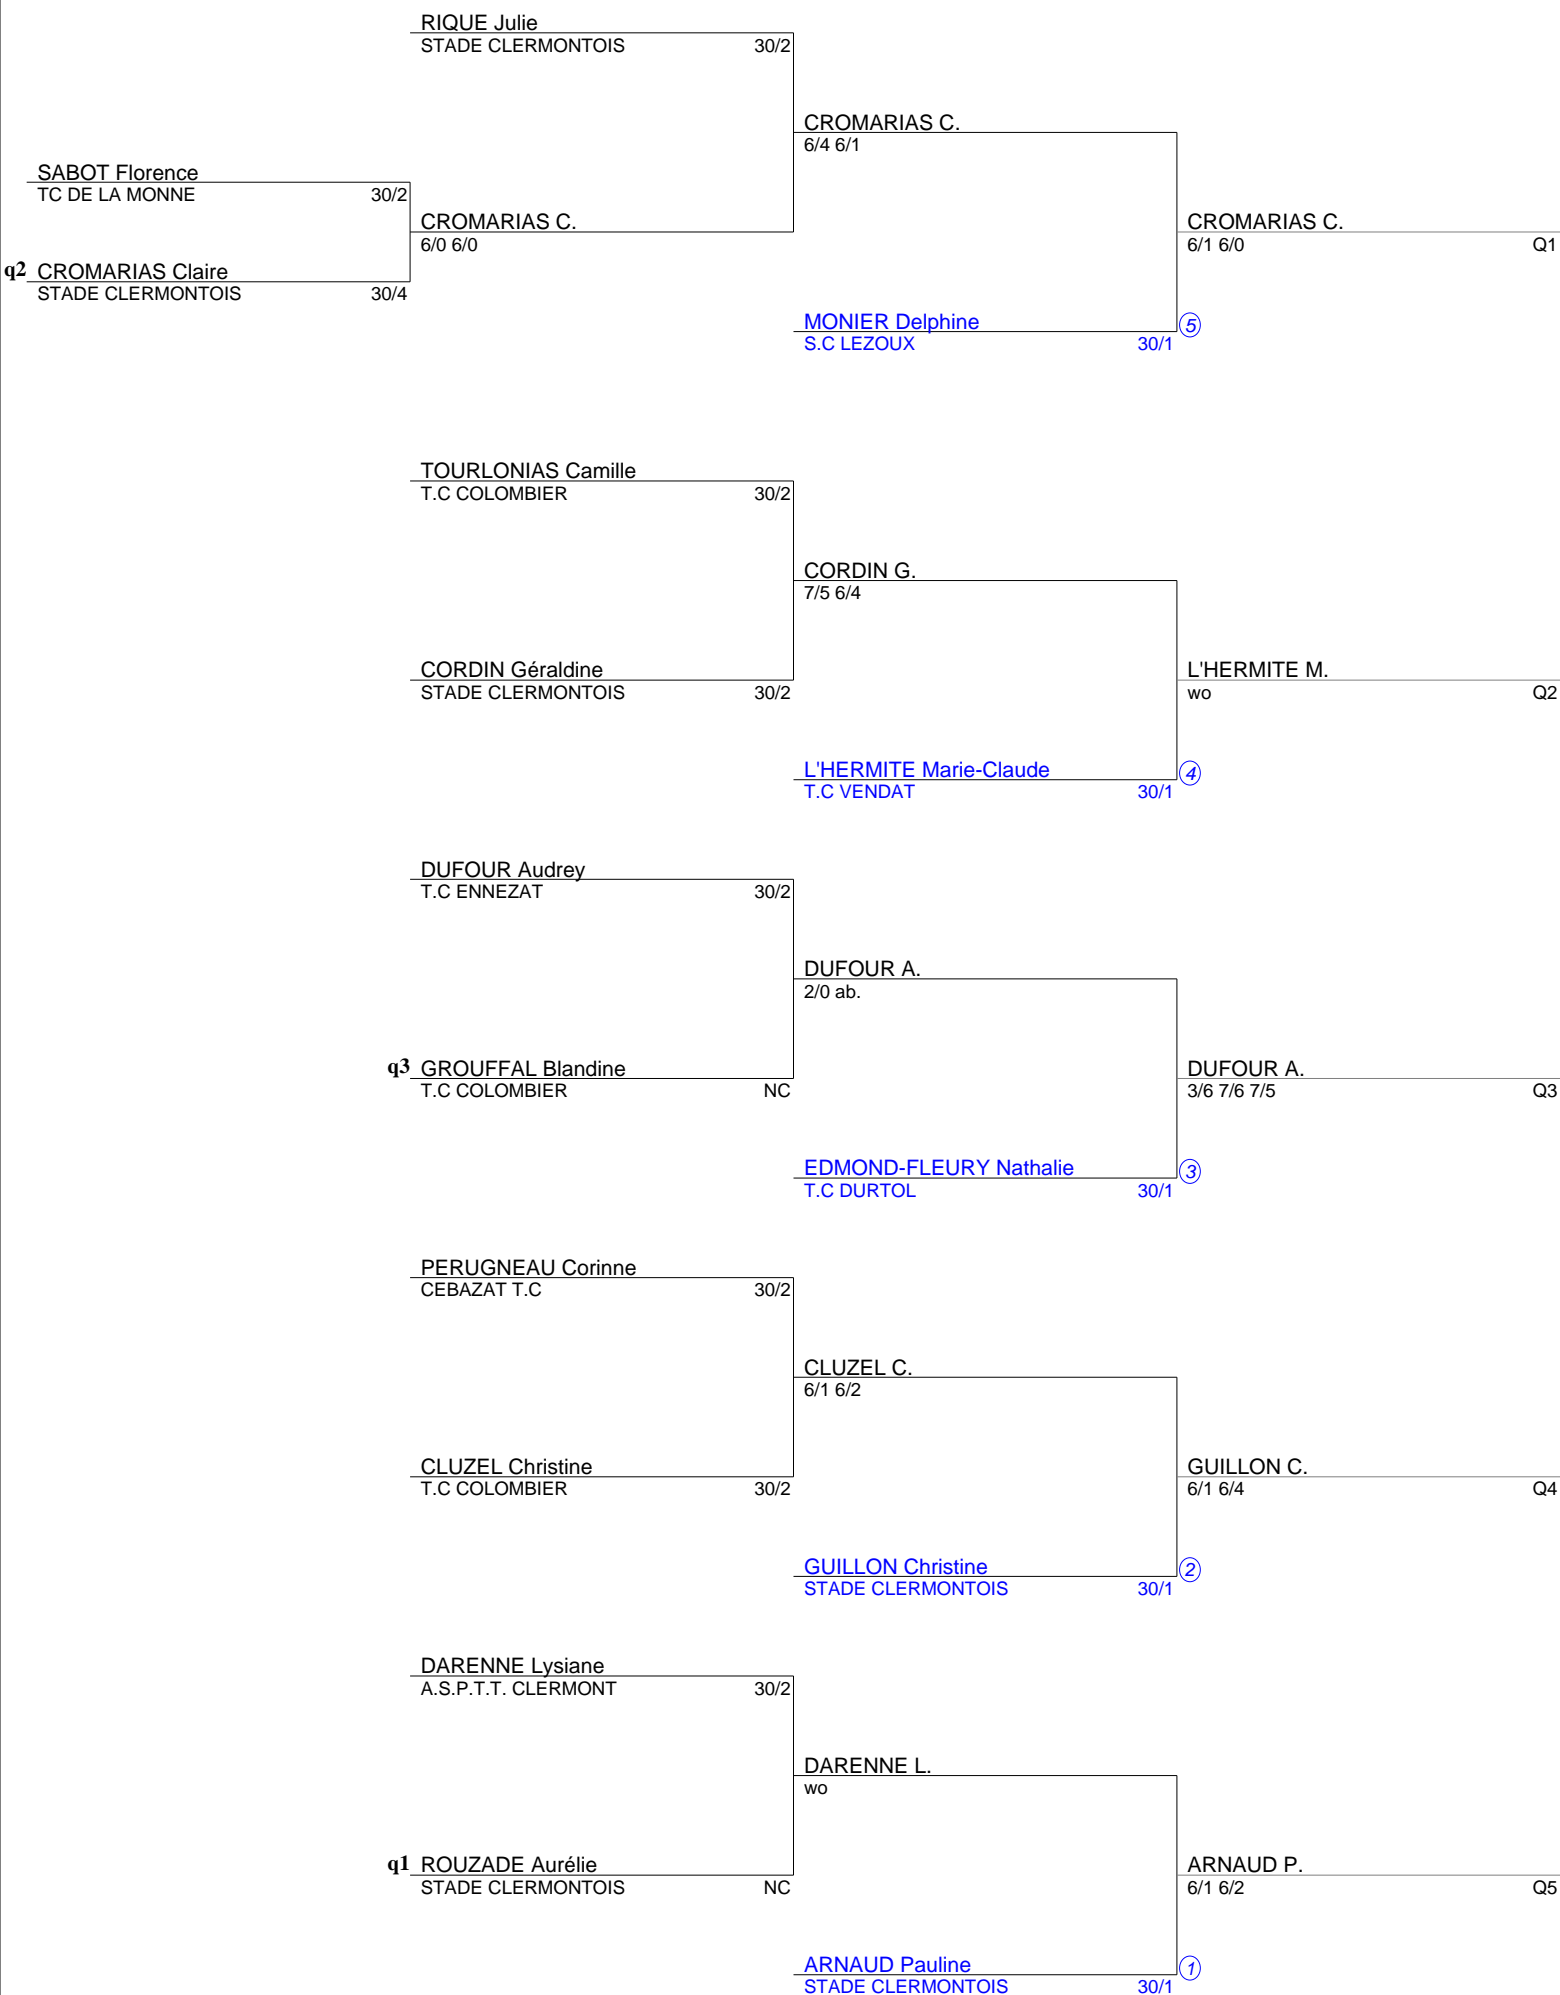 RIQUE Julie
STADE CLERMONTOIS 30/2
CROMARIAS C.
6/4 6/1
SABOT Florence
TC DE LA MONNE 30/2
CROMARIAS C.
6/0 6/0
CROMARIAS C.
6/1 6/0 Q1
q2 CROMARIAS Claire
STADE CLERMONTOIS 30/4
MONIER Delphine 5
S.C LEZOUX 30/1
TOURLONIAS Camille
T.C COLOMBIER 30/2
CORDIN G.
7/5 6/4
CORDIN Géraldine
STADE CLERMONTOIS 30/2
L'HERMITE M.
wo Q2
L'HERMITE Marie-Claude 4
T.C VENDAT 30/1
DUFOUR Audrey
T.C ENNEZAT 30/2
DUFOUR A.
2/0 ab.
q3 GROUFFAL Blandine
T.C COLOMBIER NC
DUFOUR A.
3/6 7/6 7/5 Q3
EDMOND-FLEURY Nathalie 3
T.C DURTOL 30/1
PERUGNEAU Corinne
CEBAZAT T.C 30/2
CLUZEL C.
6/1 6/2
CLUZEL Christine
T.C COLOMBIER 30/2
GUILLON C.
6/1 6/4 Q4
GUILLON Christine 2
STADE CLERMONTOIS 30/1
DARENNE Lysiane
A.S.P.T.T. CLERMONT 30/2
DARENNE L.
wo
q1 ROUZADE Aurélie
STADE CLERMONTOIS NC
ARNAUD P.
6/1 6/2 Q5
ARNAUD Pauline 1
STADE CLERMONTOIS 30/1